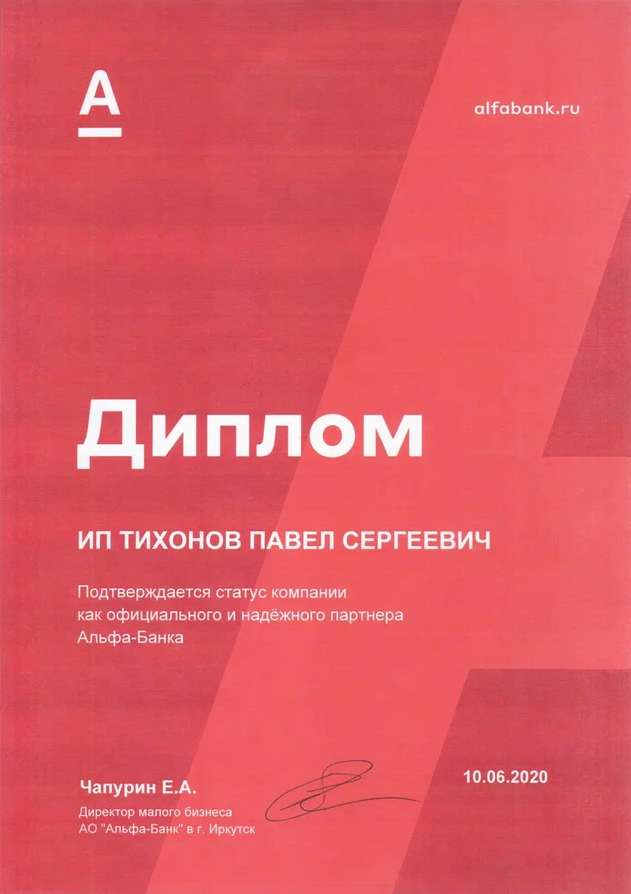 А
alfabank.ru
Диплом
ИП ТИХОНОВ ПАВЕЛ СЕРГЕЕВИЧ
Подтверждается статус компании
как официального и надёжного партнера
Альфа-Банка
Чапурин Е.А.
10.06.2020
Директор малого бизнеса
АО "Альфа-Банк" в г. Иркутск